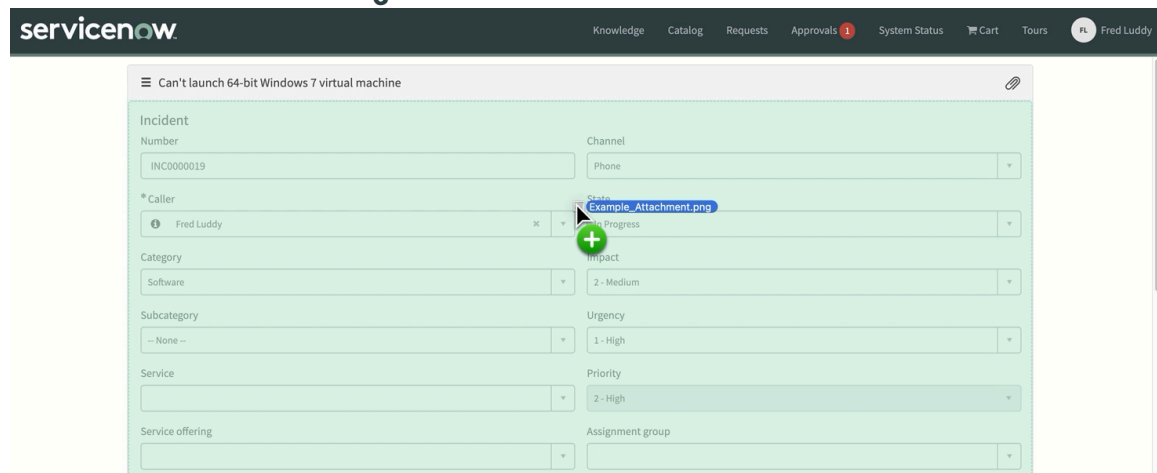 servicenow
Knowledge Catalog Requests Approvals 1 System Status Cart Tours FL Fred Luddy
Can't launch 64-bit Windows 7 virtual machine
Incident
Number Channel
INC0000019 Phone
* Caller State
Example_Attachment.png
Fred Luddy In Progress
Category Impact
Software 2 - Medium
Subcategory Urgency
-- None -- 1 - High
Service Priority
2 - High
Service offering Assignment group